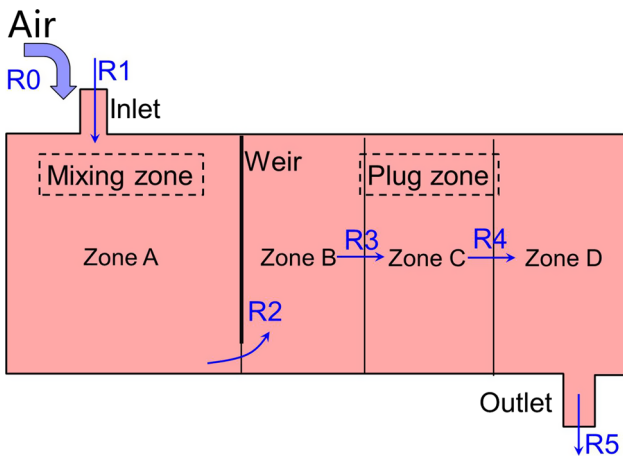 Air
R0
R1
Inlet
Mixing zone
Weir
Plug zone
Zone A
Zone B
R3
Zone C
R4
Zone D
R2
Outlet
R5